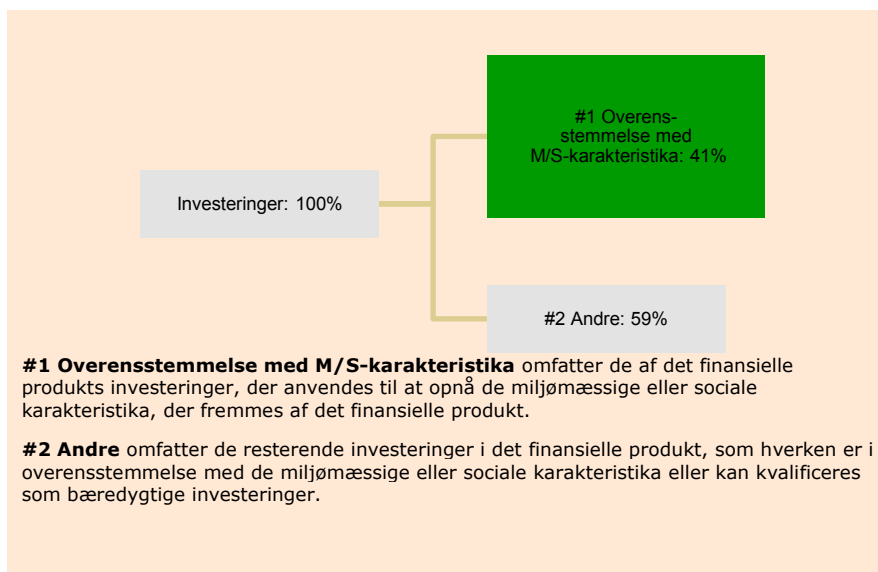 #1 Overens-
stemmelse med
M/S-karakteristika: 41%
Investeringer: 100%
#2 Andre: 59%
#1 Overensstemmelse med M/S-karakteristika omfatter de af det finansielle
produkts investeringer, der anvendes til at opnå de miljømæssige eller sociale
karakteristika, der fremmes af det finansielle produkt.
#2 Andre omfatter de resterende investeringer i det finansielle produkt, som hverken er i
overensstemmelse med de miljømæssige eller sociale karakteristika eller kan kvalificeres
som bæredygtige investeringer.